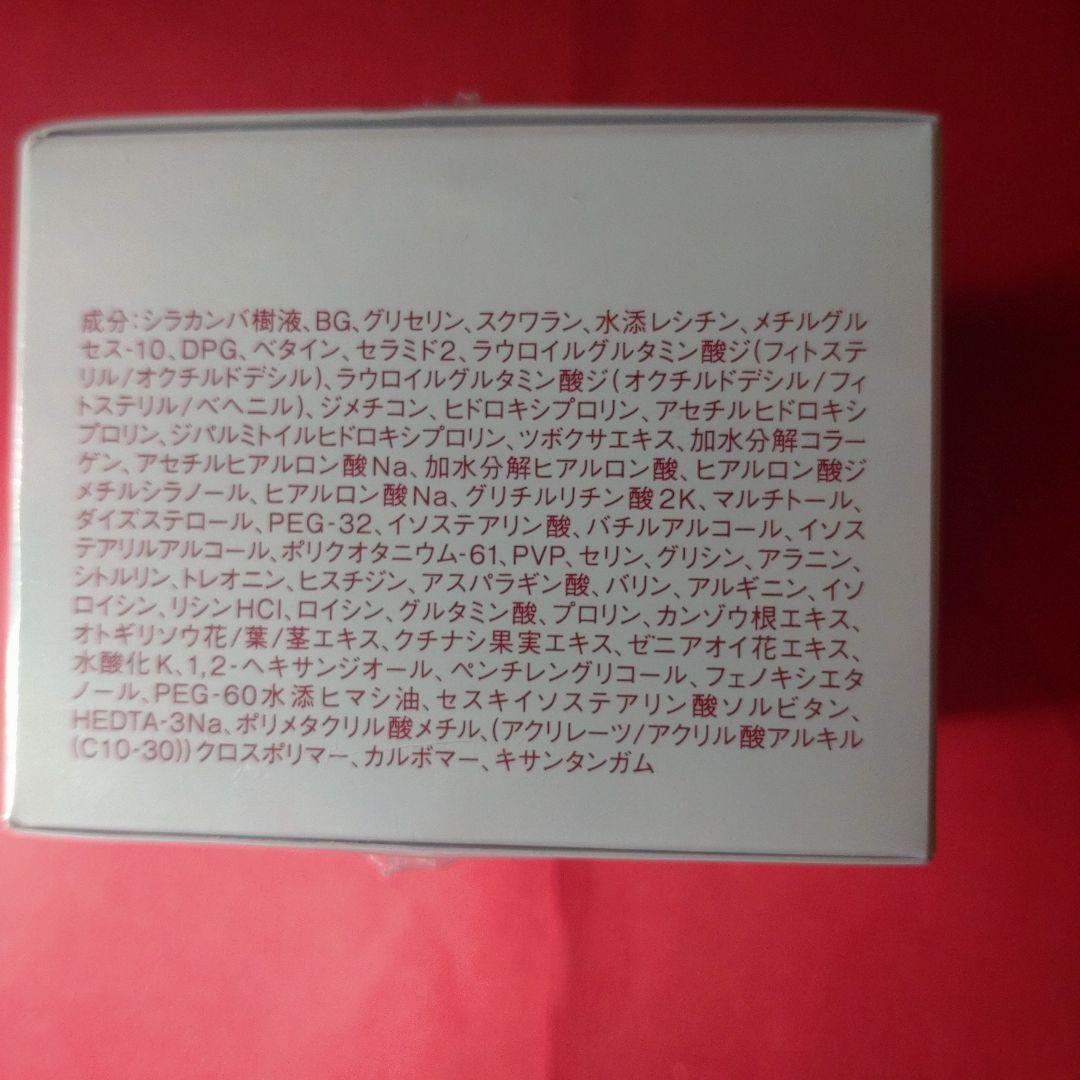 成分:シラカンバ樹液、BG、グリセリン、スクワラン、水添レシチン、メチルグル
セス-10、DPG、ベタイン、セラミド2、ラウロイルグルタミン酸ジ(フィトステ
リル/オクチルドデシル)、ラウロイルグルタミン酸ジ(オクチルドデシル/フィ
トステリル/ベヘニル)、ジメチコン、ヒドロキシプロリン、アセチルヒドロキシ
プロリン、ジパルミトイルヒドロキシプロリン、ツボクサエキス、加水分解コラー
ゲン、アセチルヒアルロン酸Na、加水分解ヒアルロン酸、ヒアルロン酸ジ
メチルシラノール、ヒアルロン酸Na、グリチルリチン酸2K、マルチトール、
ダイズステロール、PEG-32、イソステアリン酸、バチルアルコール、イソス
テアリルアルコール、ポリクオタニウム-61、PVP、セリン、グリシン、アラニン、
シトルリン、トレオニン、ヒスチジン、アスパラギン酸、バリン、アルギニン、イソ
ロイシン、リシンHCl、ロイシン、グルタミン酸、プロリン、カンゾウ根エキス、
オトギリソウ花/葉/茎エキス、クチナシ果実エキス、ゼニアオイ花エキス、
水酸化K、1,2-ヘキサンジオール、ペンチレングリコール、フェノキシエタ
ノール、PEG-60水添ヒマシ油、セスキイソステアリン酸ソルビタン、
HEDTA-3Na、ポリメタクリル酸メチル、(アクリレーツ/アクリル酸アルキル
(C10-30))クロスポリマー、カルボマー、キサンタンガム